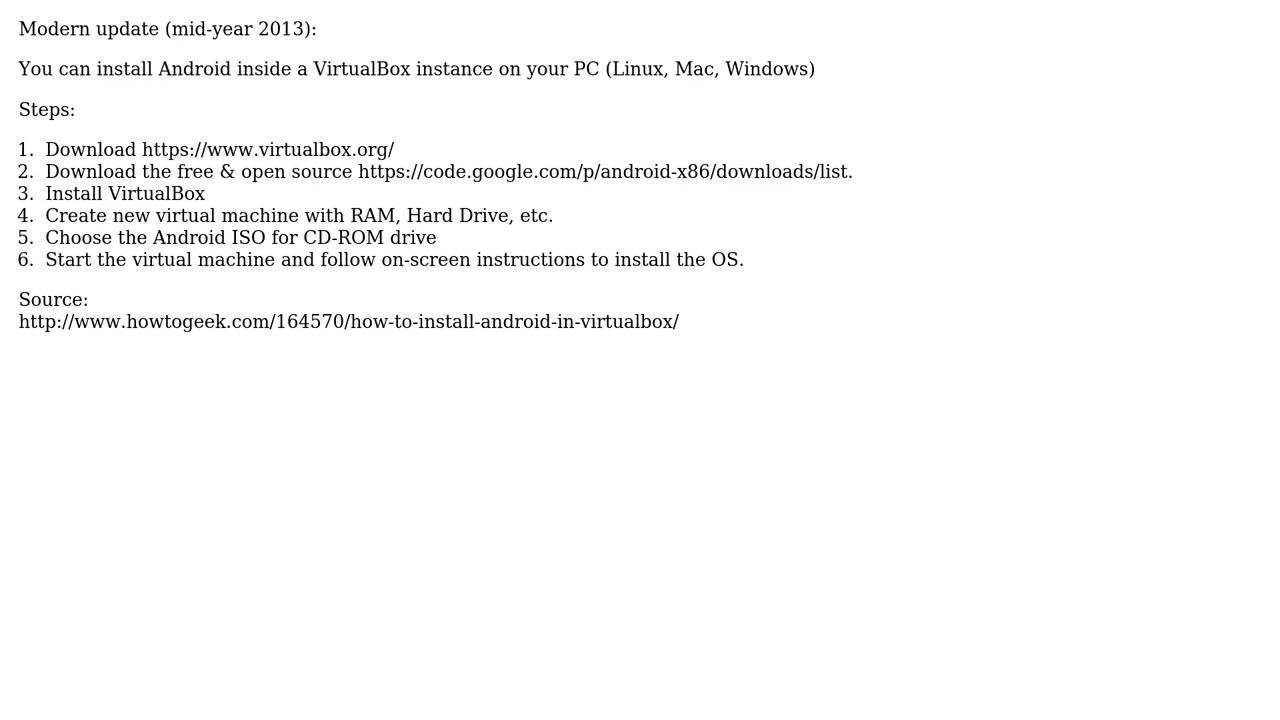 Modern update (mid-year 2013):
You can install Android inside a VirtualBox instance on your PC (Linux, Mac, Windows)
Steps:
1. Download https://www.virtualbox.org/
2. Download the free & open source https://code.google.com/p/android-x86/downloads/list.
3. Install VirtualBox
4. Create new virtual machine with RAM, Hard Drive, etc.
5. Choose the Android ISO for CD-ROM drive
6. Start the virtual machine and follow on-screen instructions to install the OS.
Source:
http://www.howtogeek.com/164570/how-to-install-android-in-virtualbox/